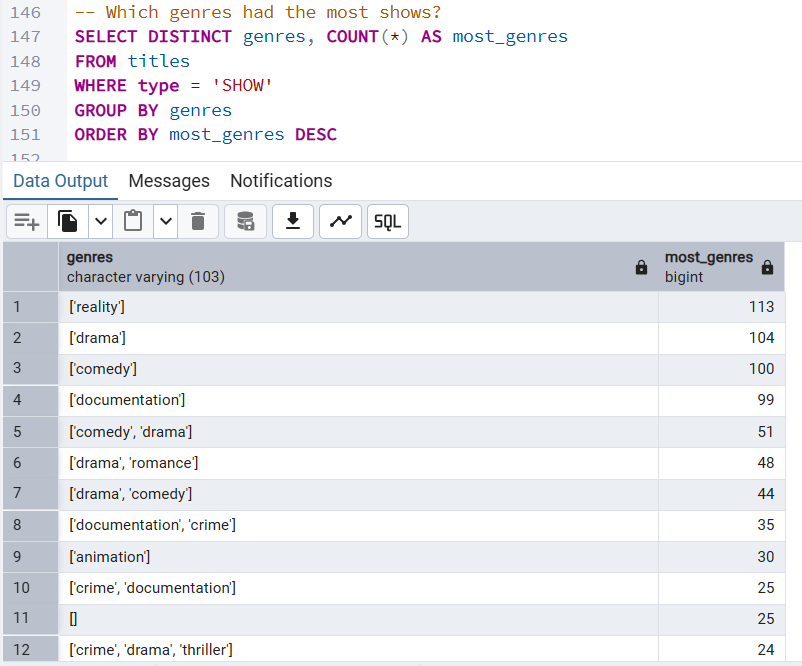 146 -- Which genres had the most shows?
147 SELECT DISTINCT genres, COUNT(*) AS most_genres
148 FROM titles
149 WHERE type = 'SHOW'
150 GROUP BY genres
151 ORDER BY most_genres DESC
152
Data Output Messages Notifications
SQL
genres most_genres
character varying (103) bigint
1 ['reality'] 113
2 ['drama'] 104
3 ['comedy'] 100
4 ['documentation'] 99
5 ['comedy', 'drama'] 51
6 ['drama', 'romance'] 48
7 ['drama', 'comedy'] 44
8 ['documentation', 'crime'] 35
9 ['animation'] 30
10 ['crime', 'documentation'] 25
11 [] 25
12 ['crime', 'drama', 'thriller'] 24